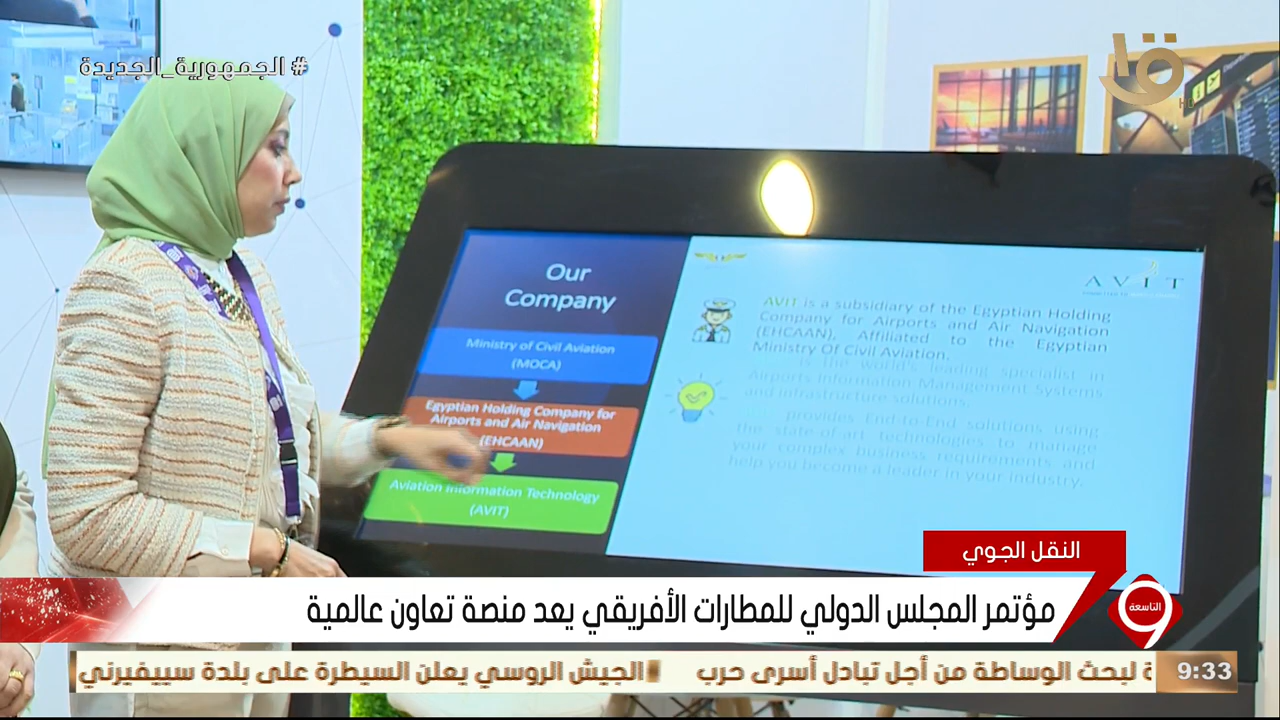 # الجمهورية_الجديدة
HD
Our
Company
Ministry of Civil Aviation
(MOCA)
Egyptian Holding Company for
Airports and Air Navigation
(EHCAAN)
Aviation Information Technology
(AVIT)
AVIT
AVIT is a subsidiary of the Egyptian Holding
Company for Airports and Air Navigation
(EHCAAN), Affiliated to the Egyptian
Ministry Of Civil Aviation.
is the world's leading specialist in
Airports Information Management Systems
and infrastructure solutions.
provides End-to-End solutions using
the state-of-art technologies to manage
your complex business requirements and
help you become a leader in your industry.
النقل الجوي
مؤتمر المجلس الدولي للمطارات الأفريقي يعد منصة تعاون عالمية
التاسعة
9
ة لبحث الوساطة من أجل تبادل أسرى حرب
الجيش الروسي يعلن السيطرة على بلدة سييفيرني
9:33